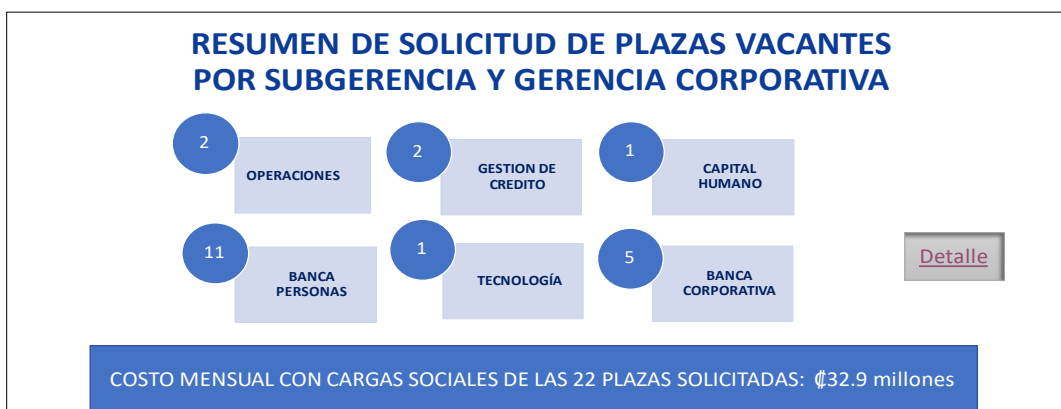 RESUMEN DE SOLICITUD DE PLAZAS VACANTES
POR SUBGERENCIA Y GERENCIA CORPORATIVA
2
OPERACIONES
2
GESTION DE
CREDITO
1
CAPITAL
HUMANO
11
BANCA
PERSONAS
1
TECNOLOGÍA
5
BANCA
CORPORATIVA
Detalle
COSTO MENSUAL CON CARGAS SOCIALES DE LAS 22 PLAZAS SOLICITADAS: ₡32.9 millones